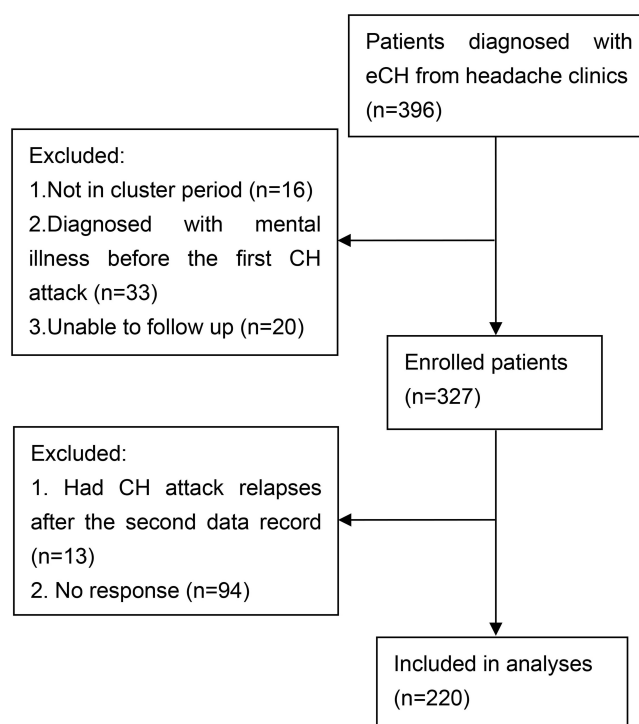 Patients diagnosed with
eCH from headache clinics
(n=396)
Excluded:
1.Not in cluster period (n=16)
2.Diagnosed with mental
illness before the first CH
attack (n=33)
3.Unable to follow up (n=20)
Enrolled patients
(n=327)
Excluded:
1. Had CH attack relapses
after the second data record
(n=13)
2. No response (n=94)
Included in analyses
(n=220)